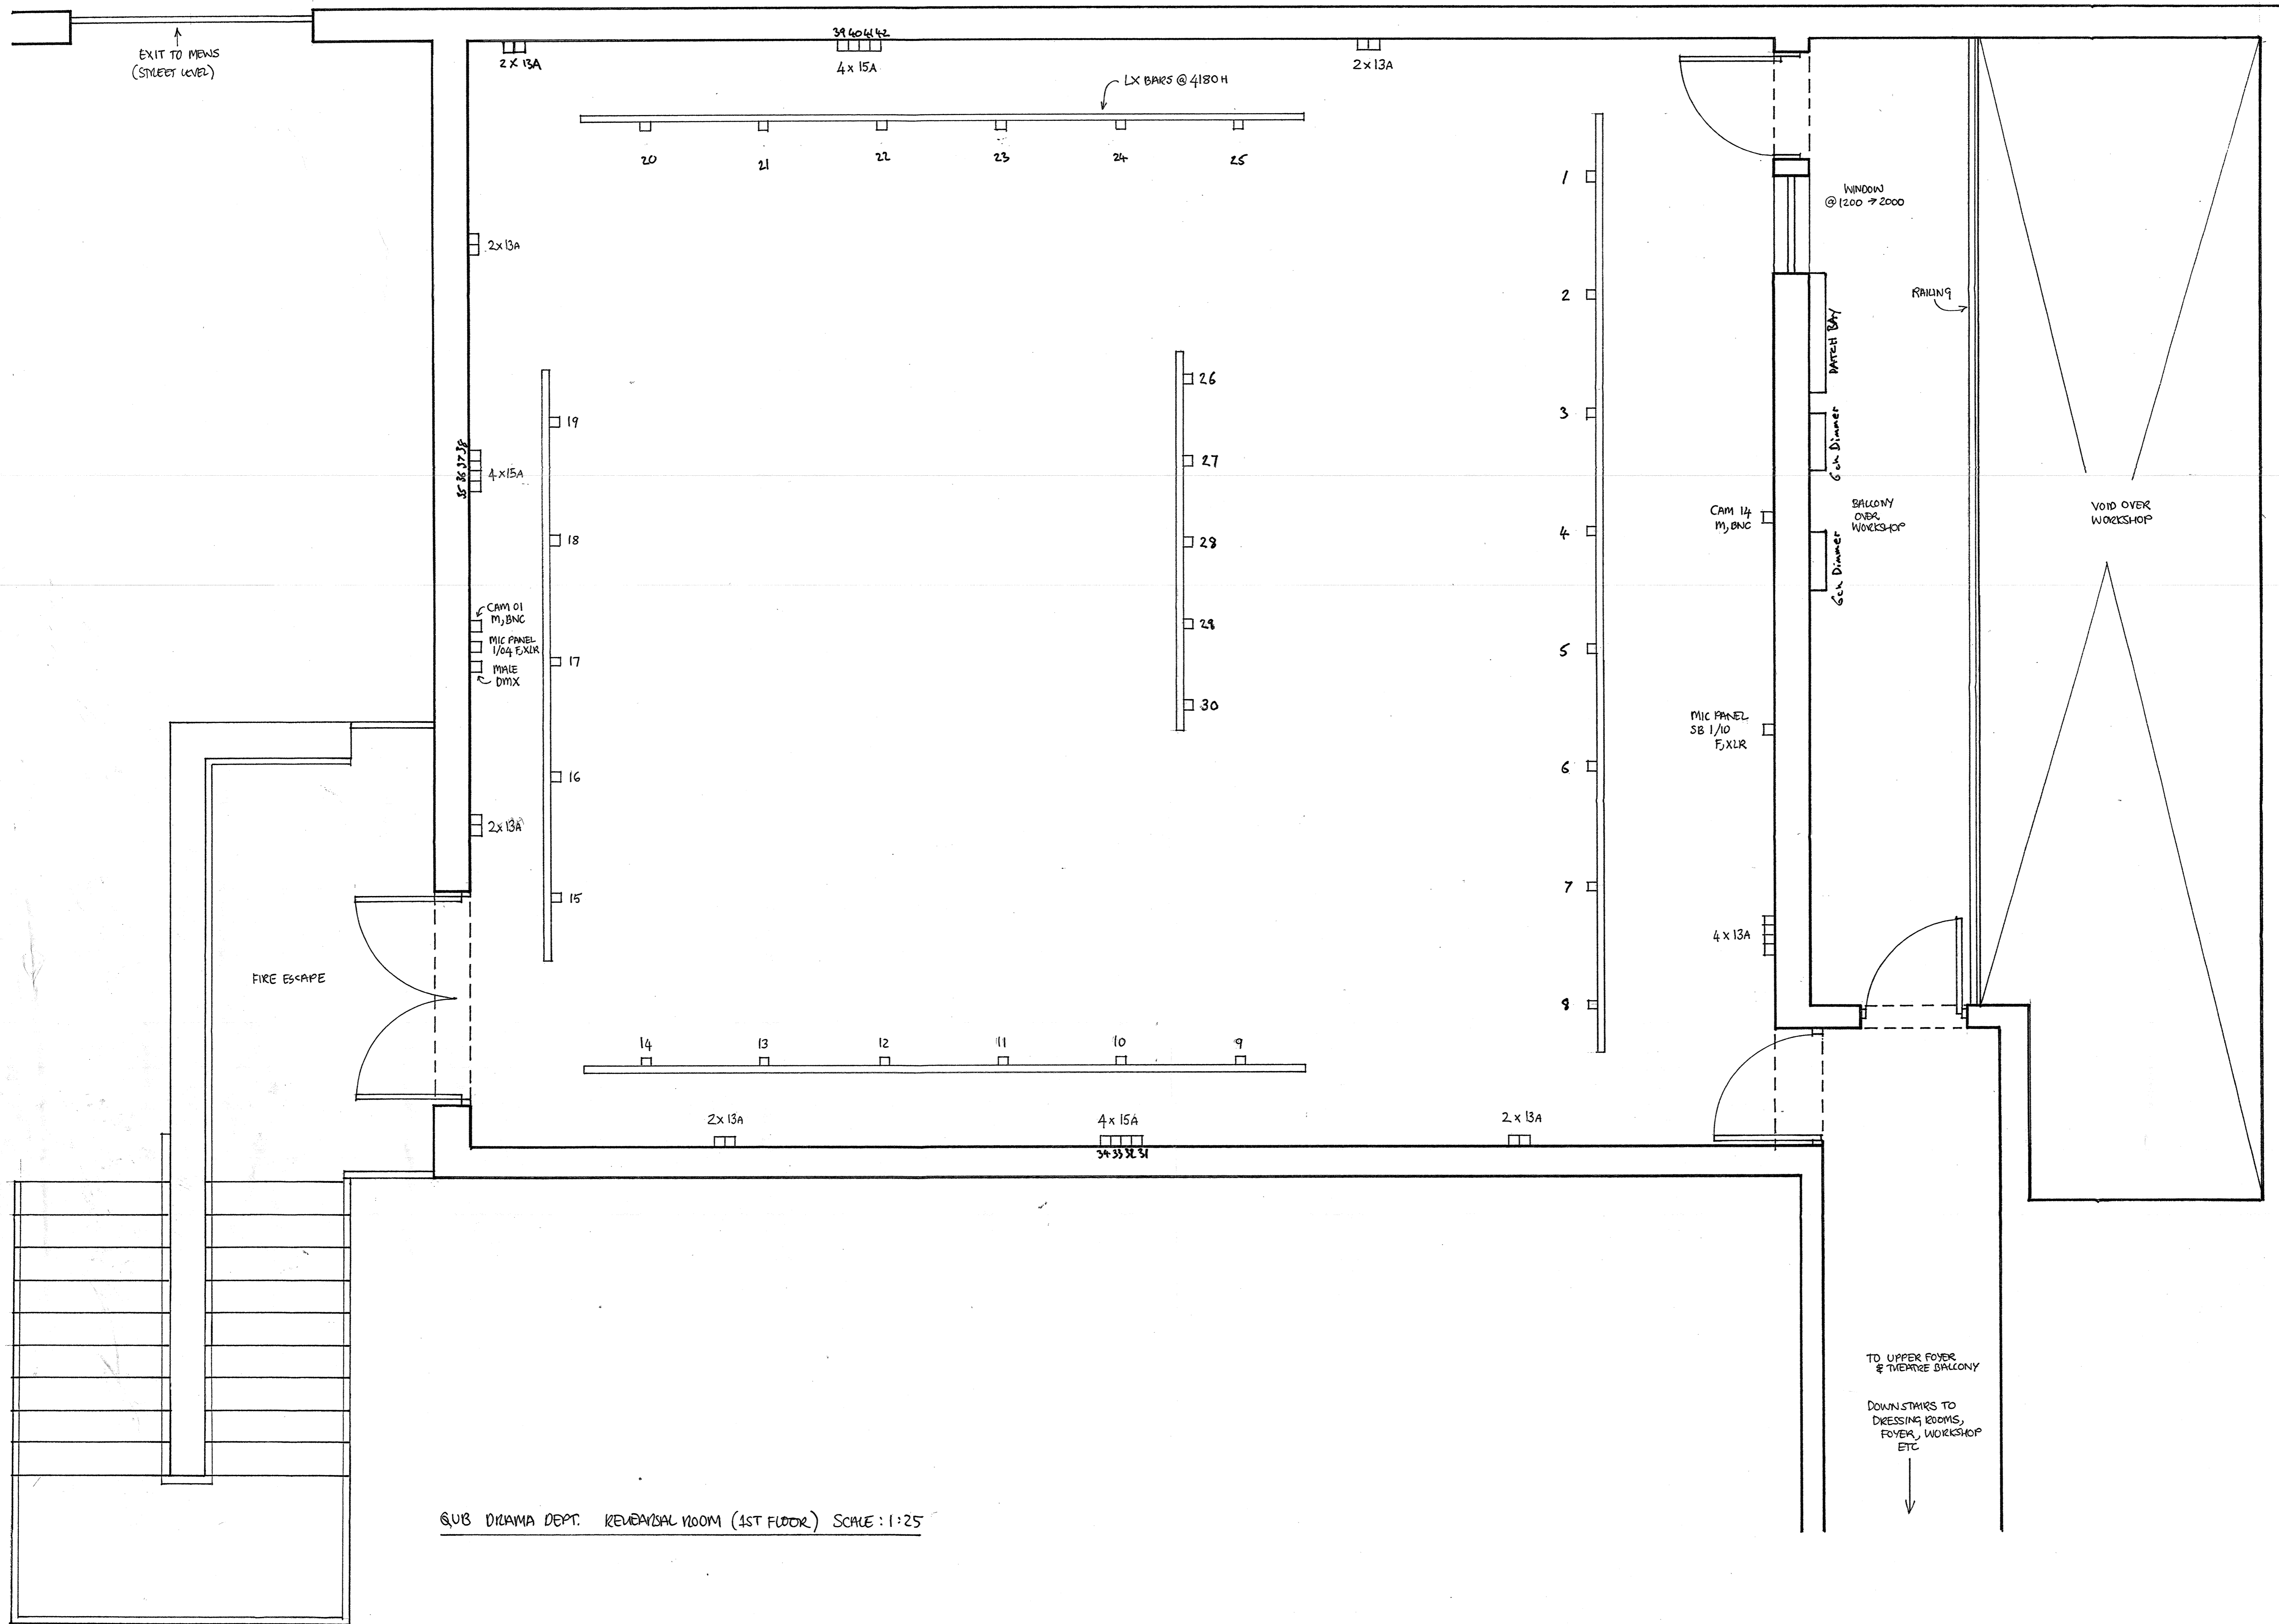 EXIT TO MEWS
(STREET LEVEL)
2 X 13A
39 40 41 42
4 x 15A
2 x 13A
LX BARS @ 4180 H
20
21
22
23
24
25
1
WINDOW
@ 1200 → 2000
2 x 13A
2
RAILING
PATCH BAY
26
3
19
6 ch Dimmer
35 36 37 38
4 x 15A
27
CAM 14
M, BNC
4
BALCONY
OVER
WORKSHOP
VOID OVER
WORKSHOP
18
28
6ch Dimmer
CAM 01
M, BNC
MIC PANEL
1/04 F, XLR
MALE
DMX
17
29
5
30
MIC PANEL
SB 1/10
F, XLR
16
6
2 x 13A
15
7
4 x 13A
FIRE ESCAPE
8
14
13
12
11
10
9
2 x 13A
4 x 15A
2 x 13A
34 33 32 31
TO UPPER FOYER
& THEATRE BALCONY
DOWNSTAIRS TO
DRESSING ROOMS,
FOYER, WORKSHOP
ETC
QUB DRAMA DEPT. REHEARSAL ROOM (1ST FLOOR) SCALE : 1:25